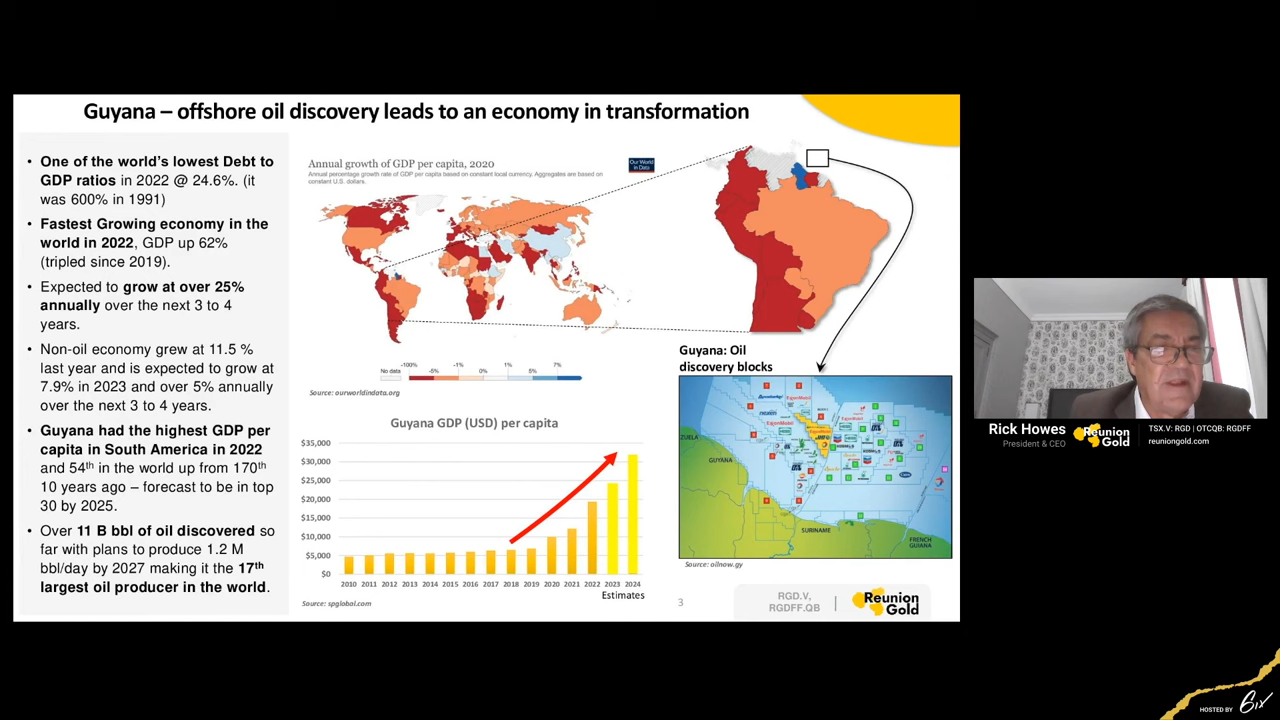 Guyana – offshore oil discovery leads to an economy in transformation
• One of the world's lowest Debt to
GDP ratios in 2022 @ 24.6%. (it
was 600% in 1991)
• Fastest Growing economy in the
world in 2022, GDP up 62%
(tripled since 2019).
• Expected to grow at over 25%
annually over the next 3 to 4
years.
• Non-oil economy grew at 11.5 %
last year and is expected to grow at
7.9% in 2023 and over 5% annually
over the next 3 to 4 years.
• Guyana had the highest GDP per
capita in South America in 2022
and 54th in the world up from 170th
10 years ago – forecast to be in top
30 by 2025.
• Over 11 B bbl of oil discovered so
far with plans to produce 1.2 M
bbl/day by 2027 making it the 17th
largest oil producer in the world.
Annual growth of GDP per capita, 2020
Annual percentage growth rate of GDP per capita based on constant local currency. Aggregates are based on
constant U.S. dollars.
Our World
in Data
-100% -1% 1% 7%
No data -5% 0% 5%
Source: ourworldindata.org
Guyana GDP (USD) per capita
$35,000
$30,000
$25,000
$20,000
$15,000
$10,000
$5,000
$0
2010 2011 2012 2013 2014 2015 2016 2017 2018 2019 2020 2021 2022 2023 2024
Estimates
Source: spglobal.com
Guyana: Oil
discovery blocks
GUYANA
SURINAME
FRENCH
GUIANA
Source: oilnow.gy
3
RGD.V,
RGDFF.QB
Reunion
Gold
Rick Howes
President & CEO
Reunion
Gold
TSX.V: RGD | OTCQB: RGDFF
reuniongold.com
HOSTED BY 6ix